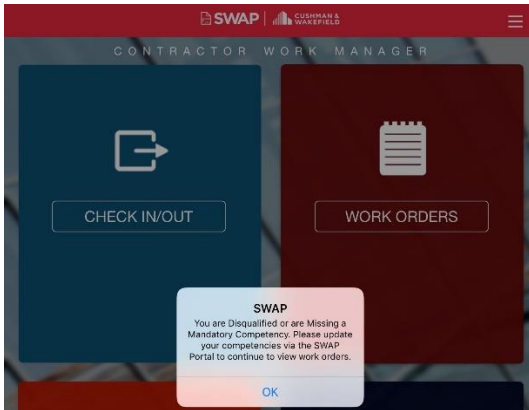 SWAP CUSHMAN &
WAKEFIELD
CONTRACTOR WORK MANAGER
CHECK IN/OUT
WORK ORDERS
SWAP
You are Disqualified or are Missing a
Mandatory Competency. Please update
your competencies via the SWAP
Portal to continue to view work orders.
OK